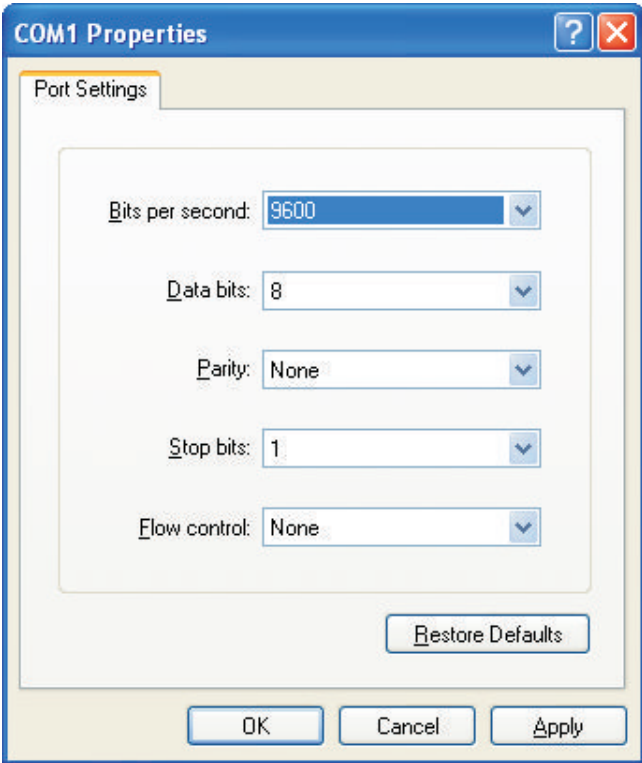 COM1 Properties
Port Settings
Bits per second: 9600
Data bits: 8
Parity: None
Stop bits: 1
Flow control: None
Restore Defaults
OK Cancel Apply